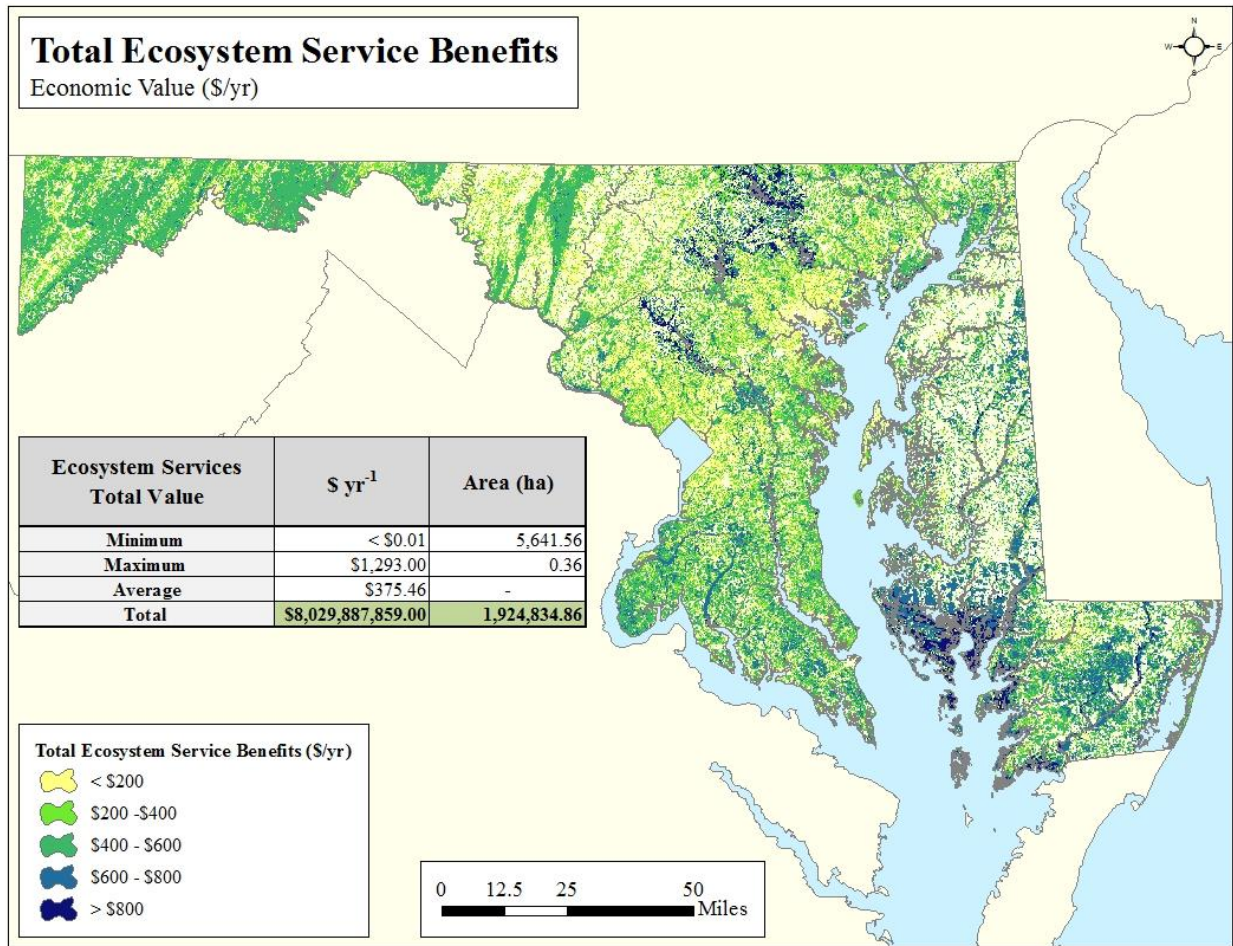 Total Ecosystem Service Benefits
Economic Value ($/yr)
N
W E
S
Ecosystem Services
Total Value
$ yr-1
Area (ha)
Minimum < $0.01 5,641.56
Maximum $1,293.00 0.36
Average $375.46 -
Total $8,029,887,859.00 1,924,834.86
Total Ecosystem Service Benefits ($/yr)
< $200
$200 -$400
$400 - $600
$600 - $800
> $800
0 12.5 25 50
Miles